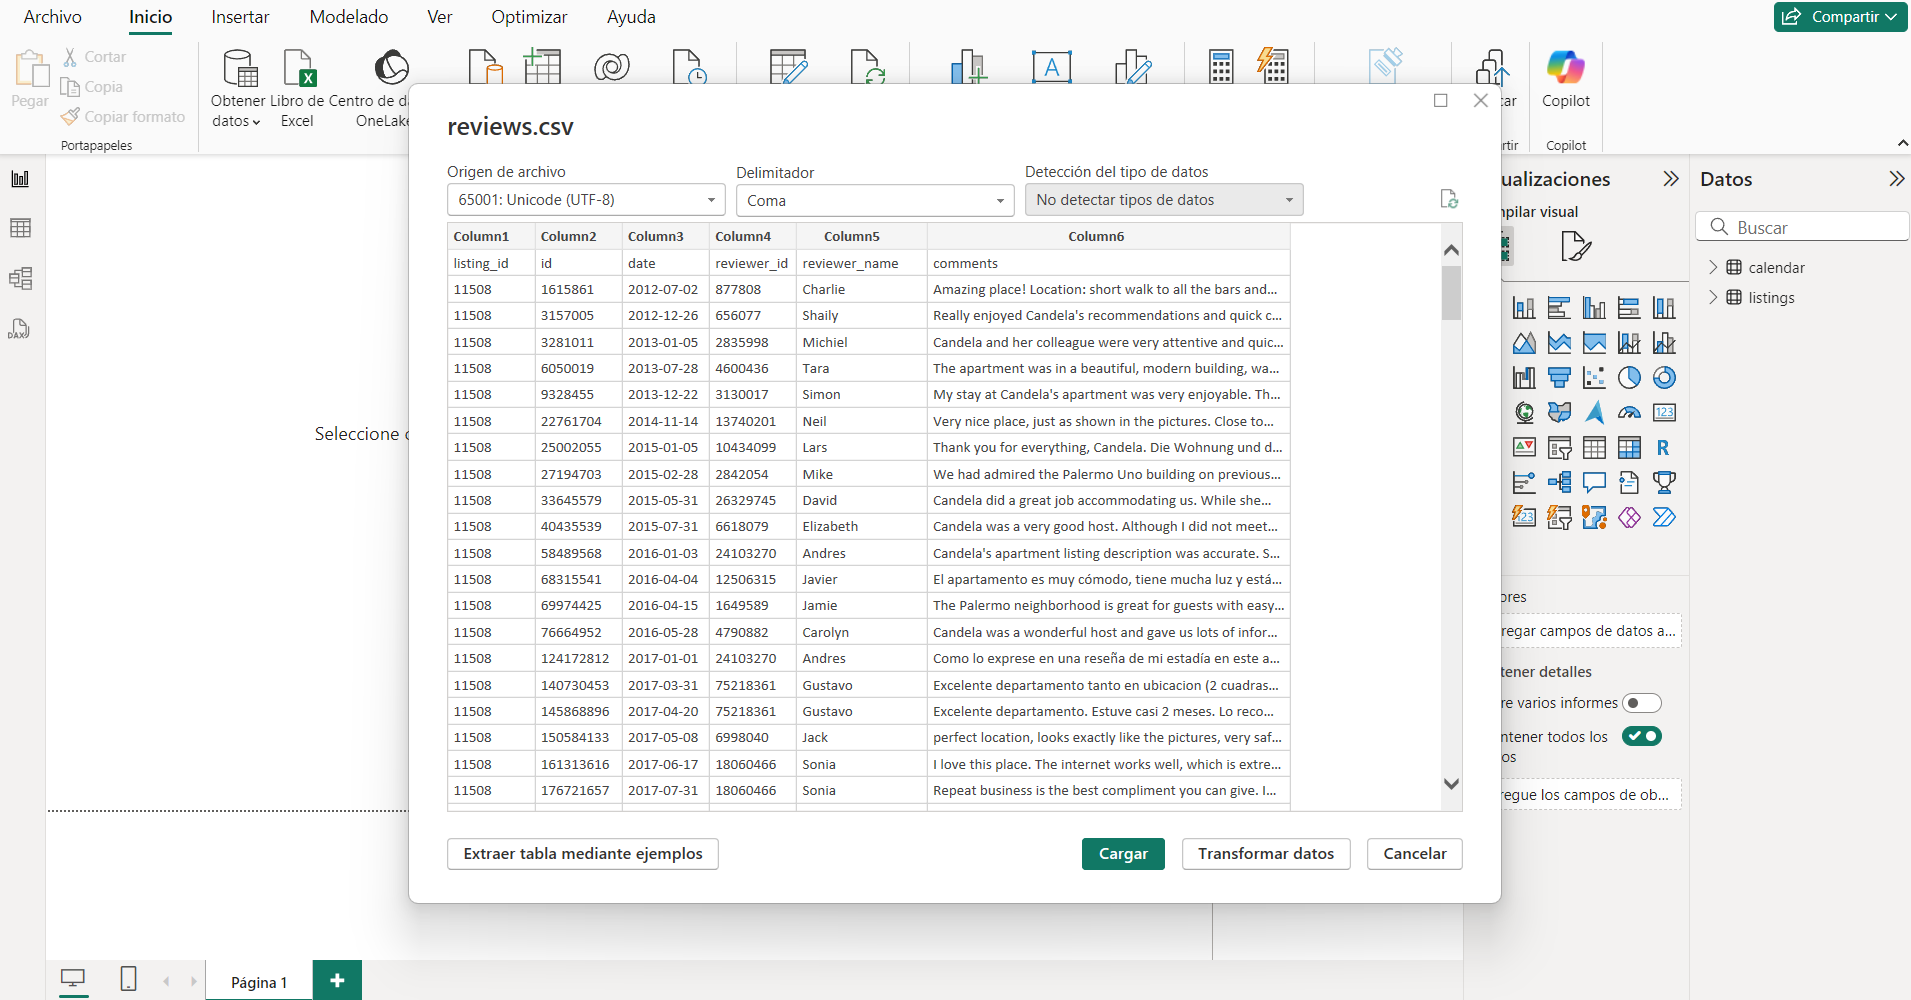 Archivo Inicio Insertar Modelado Ver Optimizar Ayuda Compartir
Pegar Cortar
Copia
Copiar formato
Portapapeles
Obtener datos
Libro de Excel
Centro de da
OneLake
A
Copilot
Copilot
reviews.csv
Origen de archivo Delimitador Detección del tipo de datos
65001: Unicode (UTF-8) Coma No detectar tipos de datos
Column1 Column2 Column3 Column4 Column5 Column6
listing_id id date reviewer_id reviewer_name comments
11508 1615861 2012-07-02 877808 Charlie Amazing place! Location: short walk to all the bars and...
11508 3157005 2012-12-26 656077 Shaily Really enjoyed Candela's recommendations and quick c...
11508 3281011 2013-01-05 2835998 Michiel Candela and her colleague were very attentive and quic...
11508 6050019 2013-07-28 4600436 Tara The apartment was in a beautiful, modern building, wa...
11508 9328455 2013-12-22 3130017 Simon My stay at Candela's apartment was very enjoyable. Th...
11508 22761704 2014-11-14 13740201 Neil Very nice place, just as shown in the pictures. Close to...
11508 25002055 2015-01-05 10434099 Lars Thank you for everything, Candela. Die Wohnung und d...
11508 27194703 2015-02-28 2842054 Mike We had admired the Palermo Uno building on previous...
11508 33645579 2015-05-31 26329745 David Candela did a great job accommodating us. While she...
11508 40435539 2015-07-31 6618079 Elizabeth Candela was a very good host. Although I did not meet...
11508 58489568 2016-01-03 24103270 Andres Candela's apartment listing description was accurate. S...
11508 68315541 2016-04-04 12506315 Javier El apartamento es muy cómodo, tiene mucha luz y está...
11508 69974425 2016-04-15 1649589 Jamie The Palermo neighborhood is great for guests with easy...
11508 76664952 2016-05-28 4790882 Carolyn Candela was a wonderful host and gave us lots of infor...
11508 124172812 2017-01-01 24103270 Andres Como lo exprese en una reseña de mi estadía en este a...
11508 140730453 2017-03-31 75218361 Gustavo Excelente departamento tanto en ubicacion (2 cuadras...
11508 145868896 2017-04-20 75218361 Gustavo Excelente departamento. Estuve casi 2 meses. Lo reco...
11508 150584133 2017-05-08 6998040 Jack perfect location, looks exactly like the pictures, very saf...
11508 161313616 2017-06-17 18060466 Sonia I love this place. The internet works well, which is extre...
11508 176721657 2017-07-31 18060466 Sonia Repeat business is the best compliment you can give. I...
Extraer tabla mediante ejemplos Cargar Transformar datos Cancelar
Seleccione
ualizaciones
mpilar visual
123
R
123
ores
regar campos de datos a...
tener detalles
re varios informes
ntener todos los
os
regue los campos de ob...
Datos
Buscar
calendar
listings
DAX
Página 1
+